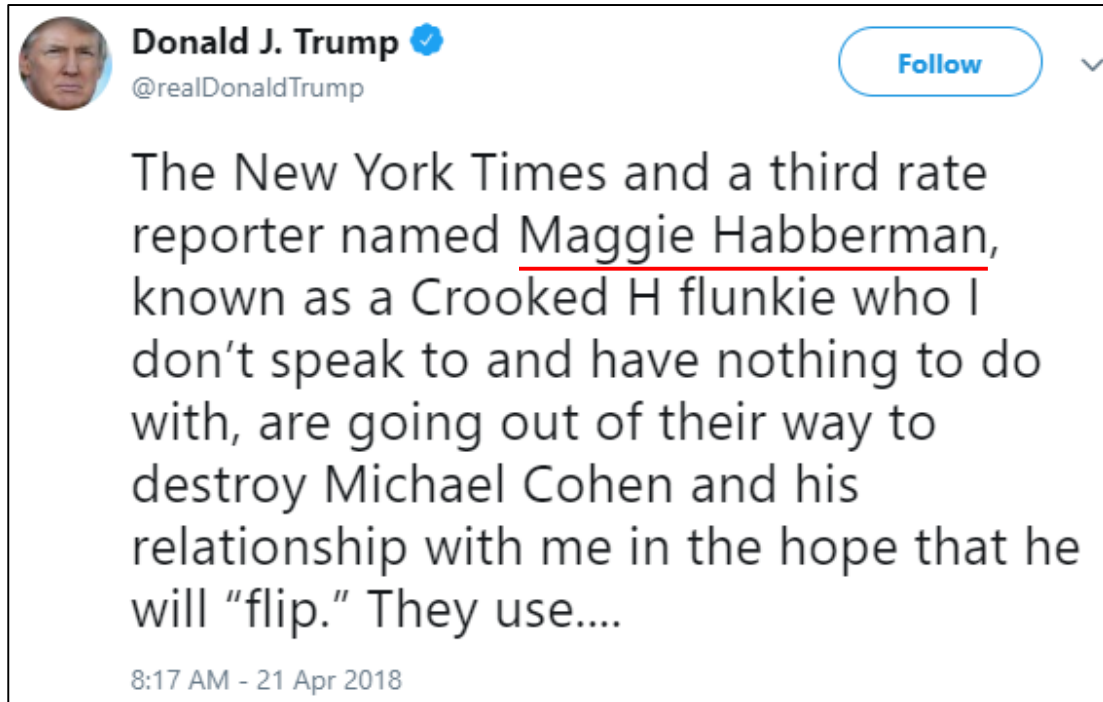 Donald J. Trump
Follow
@realDonaldTrump
The New York Times and a third rate
reporter named Maggie Habberman,
known as a Crooked H flunkie who I
don’t speak to and have nothing to do
with, are going out of their way to
destroy Michael Cohen and his
relationship with me in the hope that he
will “flip.” They use....
8:17 AM - 21 Apr 2018